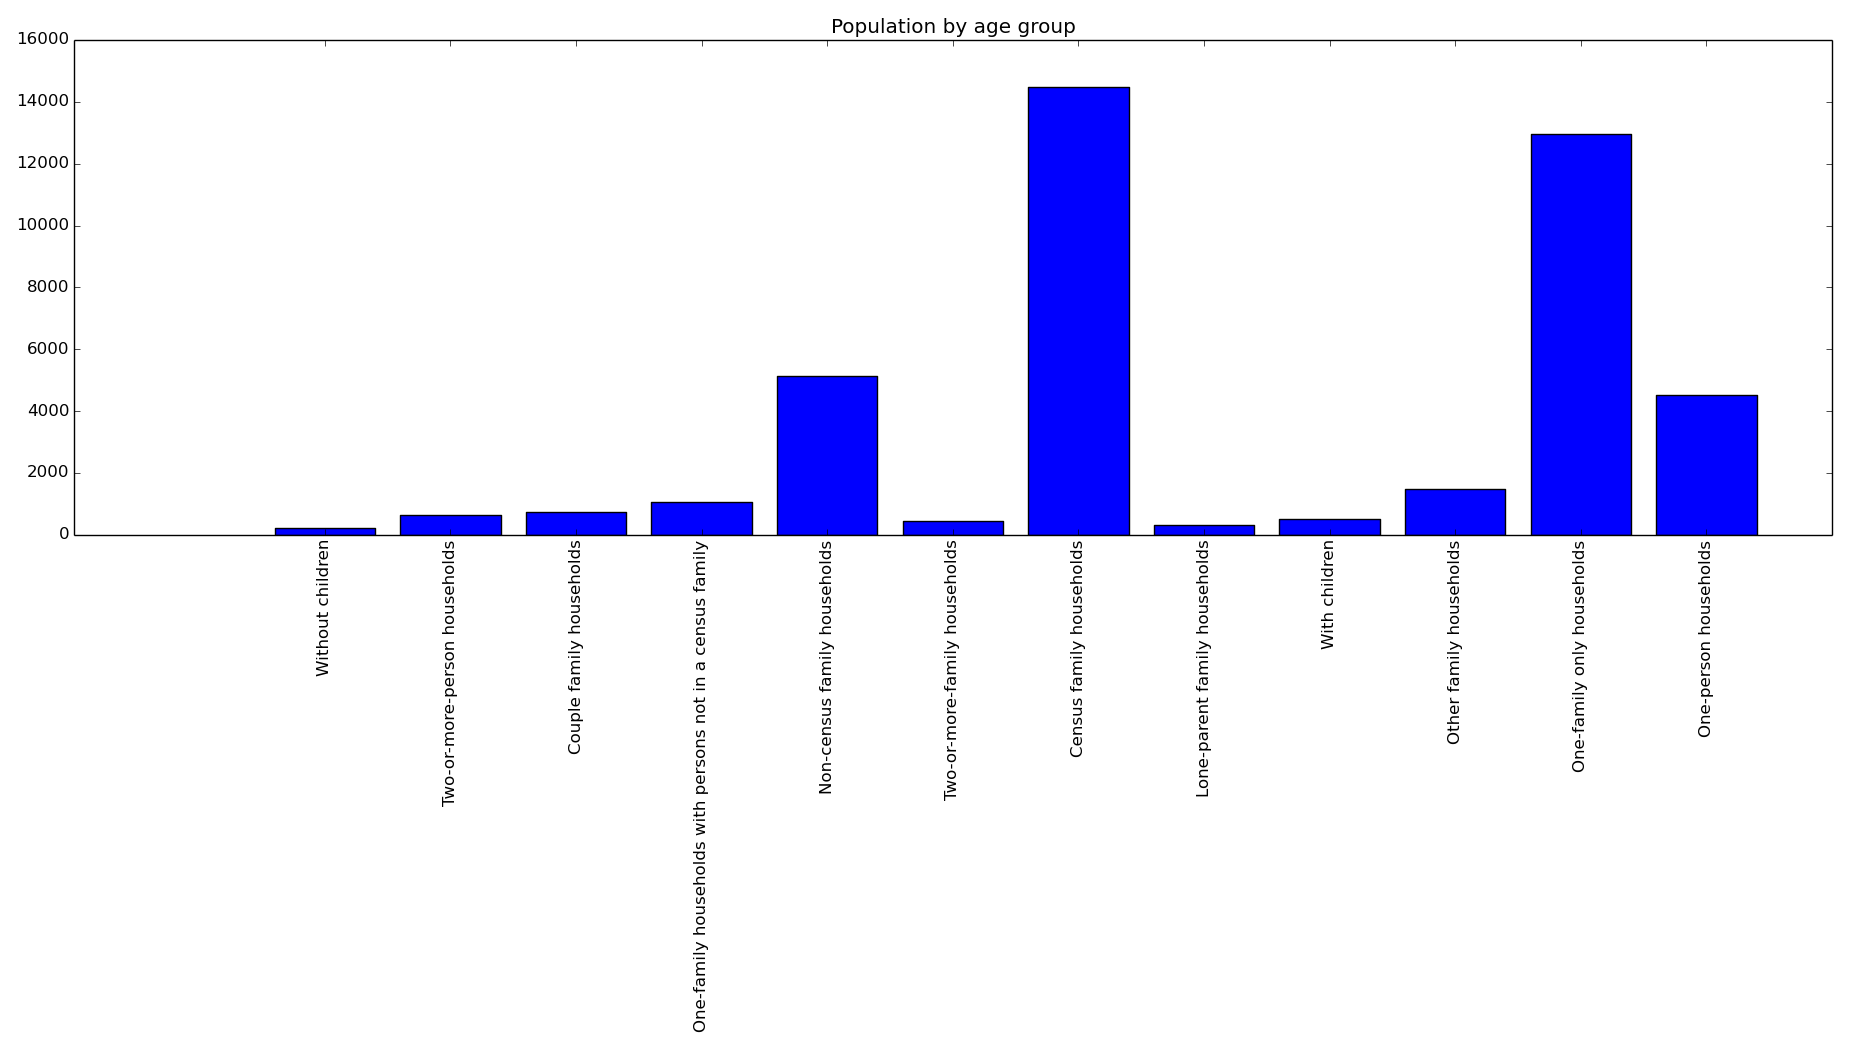 Population by age group
16000
14000
12000
10000
8000
6000
4000
2000
0
Without children
Two-or-more-person households
Couple family households
One-family households with persons not in a census family
Non-census family households
Two-or-more-family households
Census family households
Lone-parent family households
With children
Other family households
One-family only households
One-person households